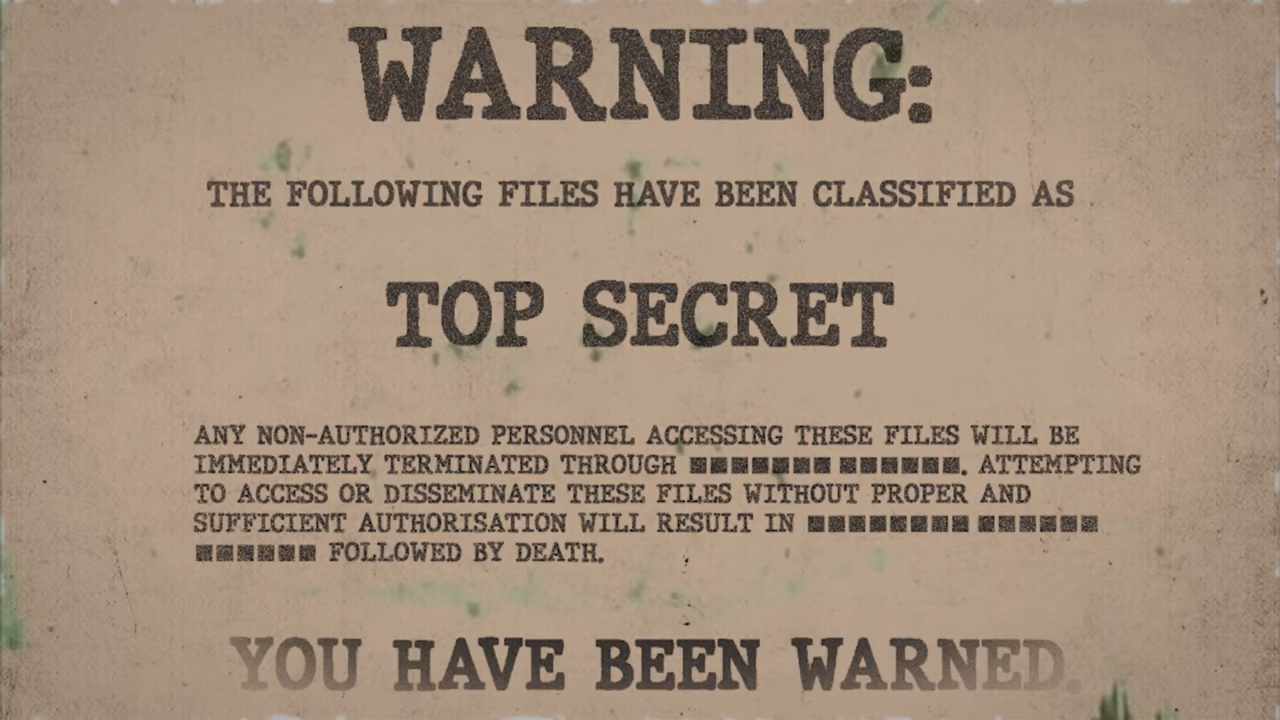 WARNING:
THE FOLLOWING FILES HAVE BEEN CLASSIFIED AS
TOP SECRET
ANY NON-AUTHORIZED PERSONNEL ACCESSING THESE FILES WILL BE
IMMEDIATELY TERMINATED THROUGH ■■■■■■■ ■■■■■■. ATTEMPTING
TO ACCESS OR DISSEMINATE THESE FILES WITHOUT PROPER AND
SUFFICIENT AUTHORISATION WILL RESULT IN ■■■■■■■■ ■■■■■■
■■■■■■ FOLLOWED BY DEATH.
YOU HAVE BEEN WARNED.